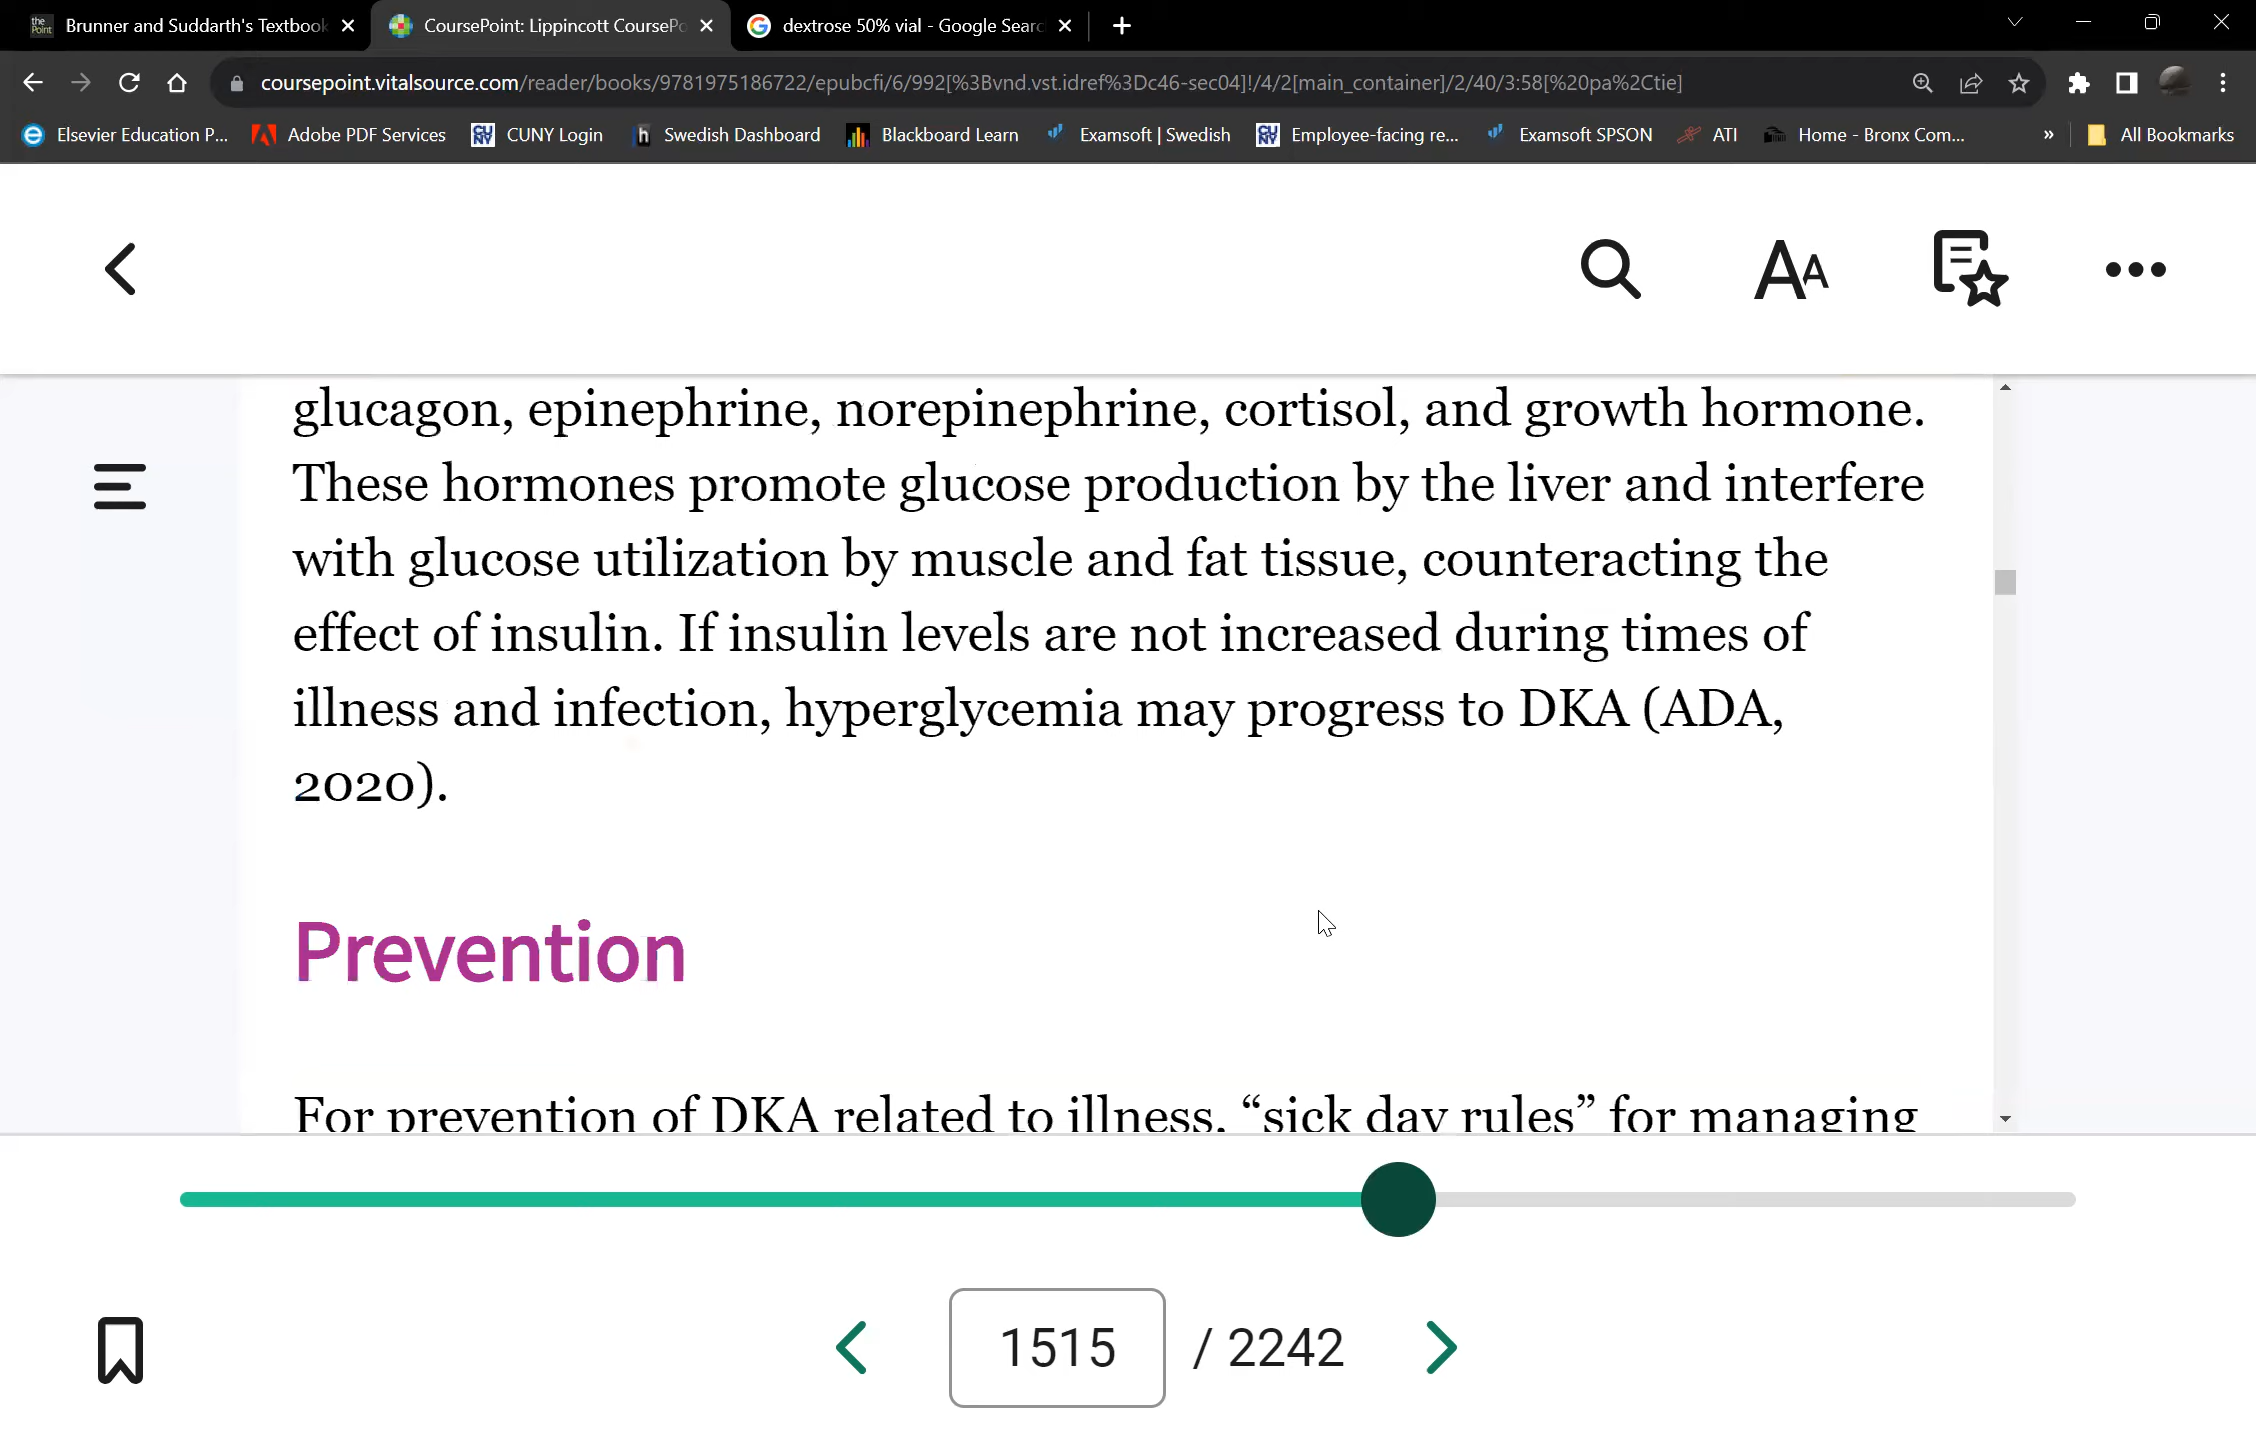 the Point
Brunner and Suddarth's Textbook
CoursePoint: Lippincott CoursePo
dextrose 50% vial - Google Searc
coursepoint.vitalsource.com/reader/books/9781975186722/epubcfi/6/992[%3Bvnd.vst.idref%3Dc46-sec04]!/4/2[main_container]/2/40/3:58[%20pa%2Ctie]
Elsevier Education P...
Adobe PDF Services
CUNY Login
Swedish Dashboard
Blackboard Learn
Examsoft | Swedish
Employee-facing re...
Examsoft SPSON
ATI
Home - Bronx Com...
»
All Bookmarks
AA
glucagon, epinephrine, norepinephrine, cortisol, and growth hormone.
These hormones promote glucose production by the liver and interfere
with glucose utilization by muscle and fat tissue, counteracting the
effect of insulin. If insulin levels are not increased during times of
illness and infection, hyperglycemia may progress to DKA (ADA,
2020).
Prevention
For prevention of DKA related to illness, “sick day rules” for managing
1515 / 2242